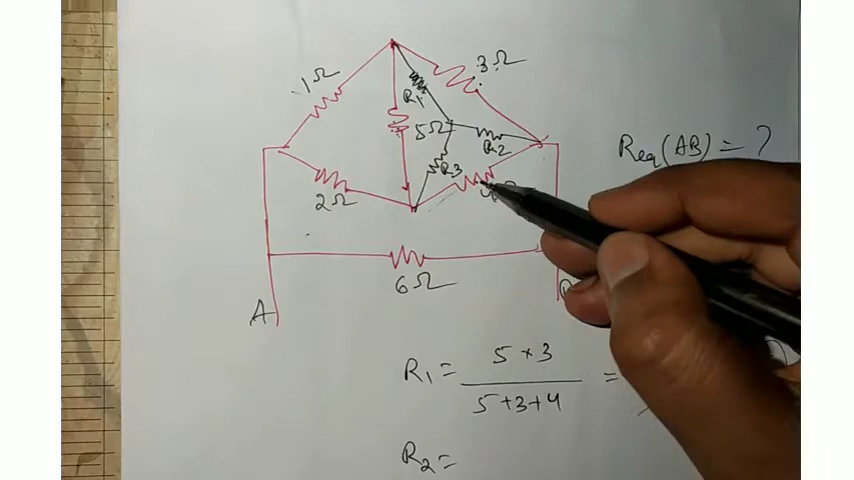 1Ω
3Ω
R1
5Ω
R2
R3
2Ω
6Ω
A
Req(AB) = ?
R1 = 5 × 3 / 5+3+4 =
R2 =